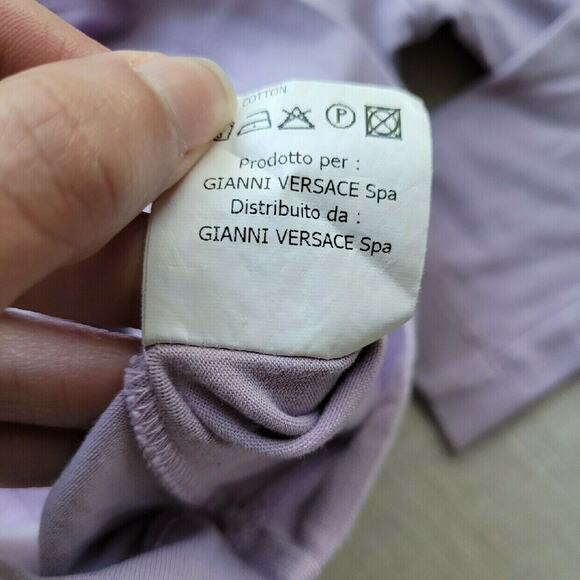 COTTON
P
Prodotto per :
GIANNI VERSACE Spa
Distribuito da :
GIANNI VERSACE Spa